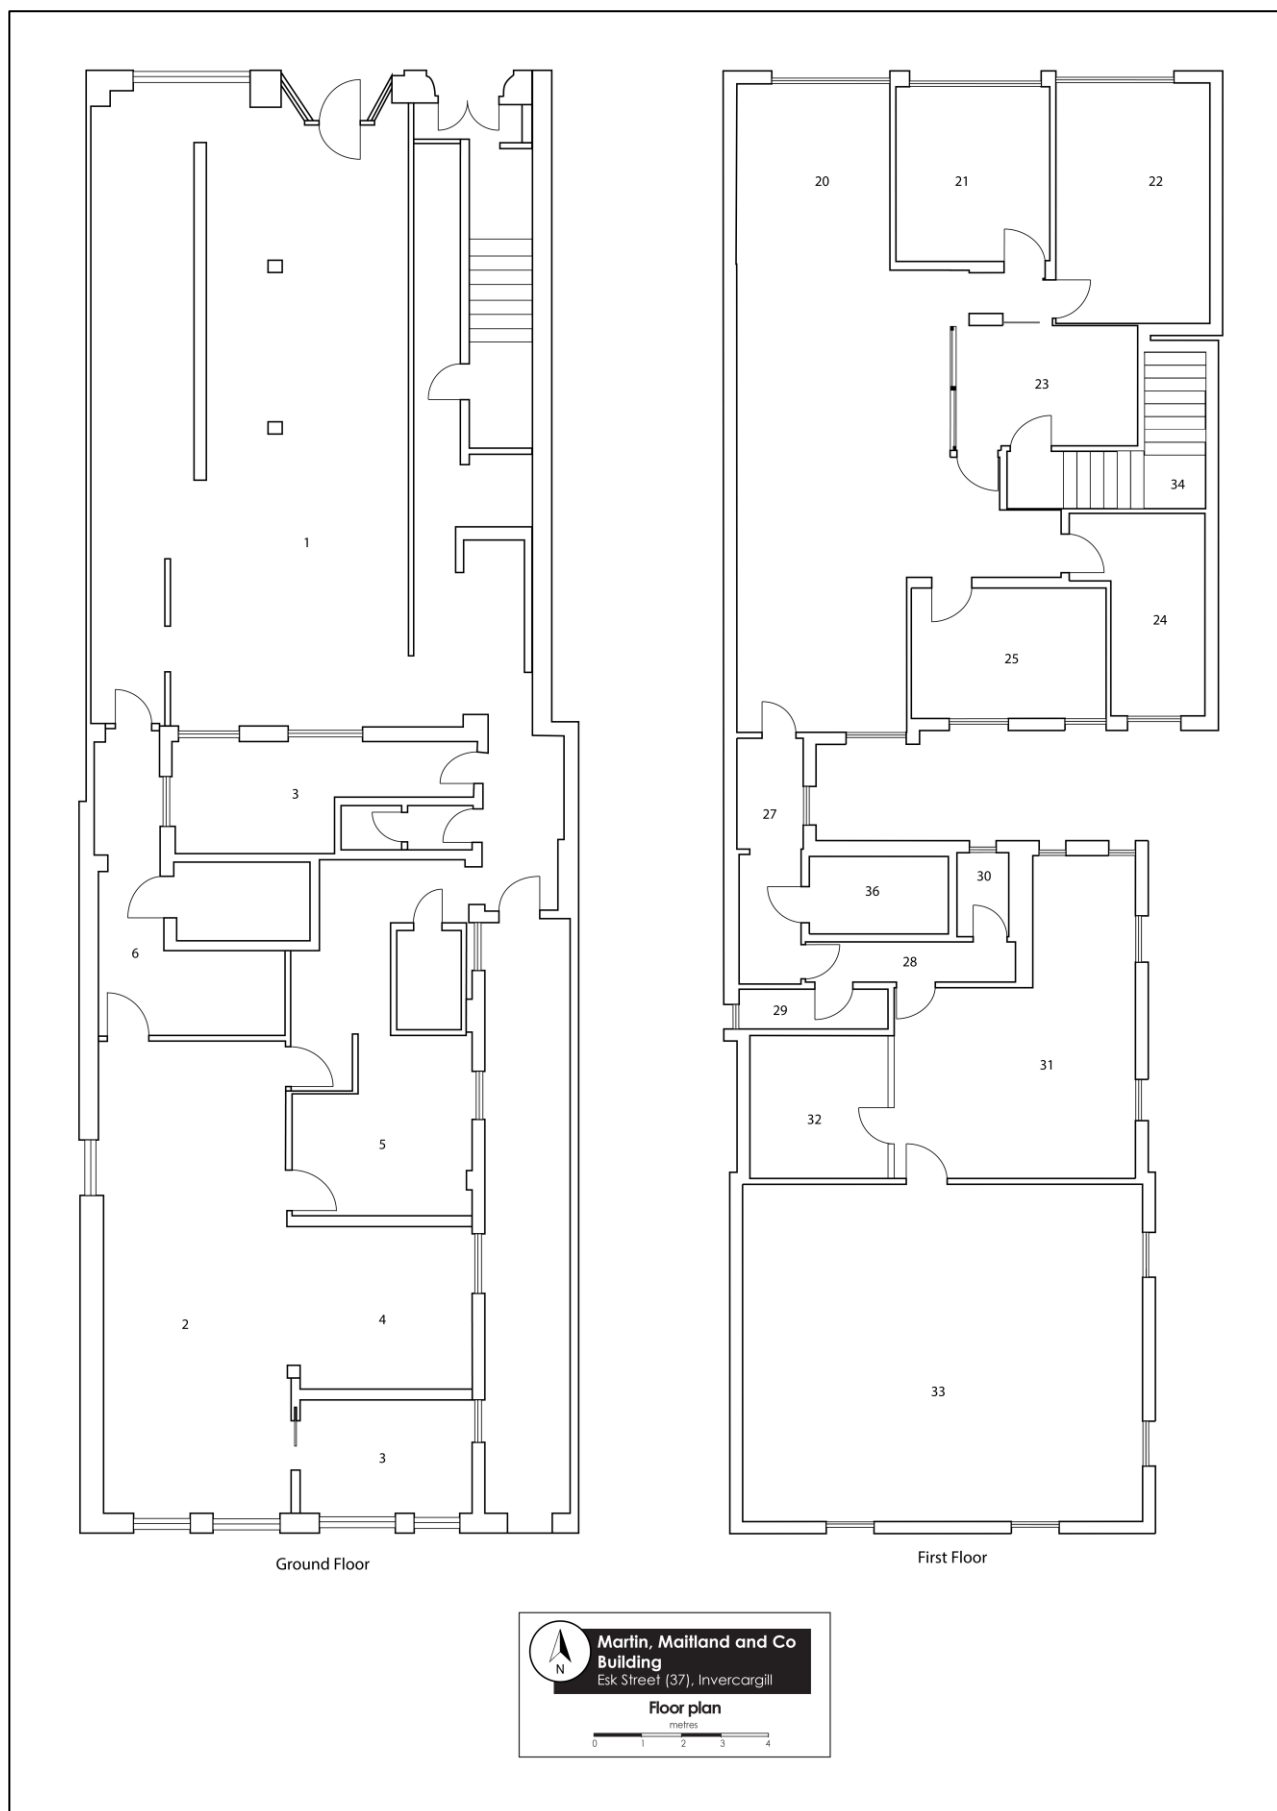 20
21
22
23
34
1
24
25
3
27
30
36
6
28
29
31
32
5
2
4
33
3
Ground Floor
First Floor
N
Martin, Maitland and Co
Building
Esk Street (37), Invercargill
Floor plan
metres
0 1 2 3 4